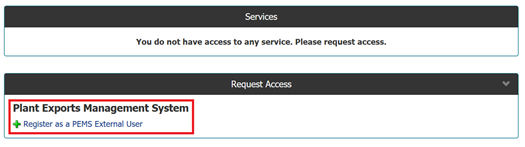 Services
You do not have access to any service. Please request access.
Request Access
Plant Exports Management System
Register as a PEMS External User